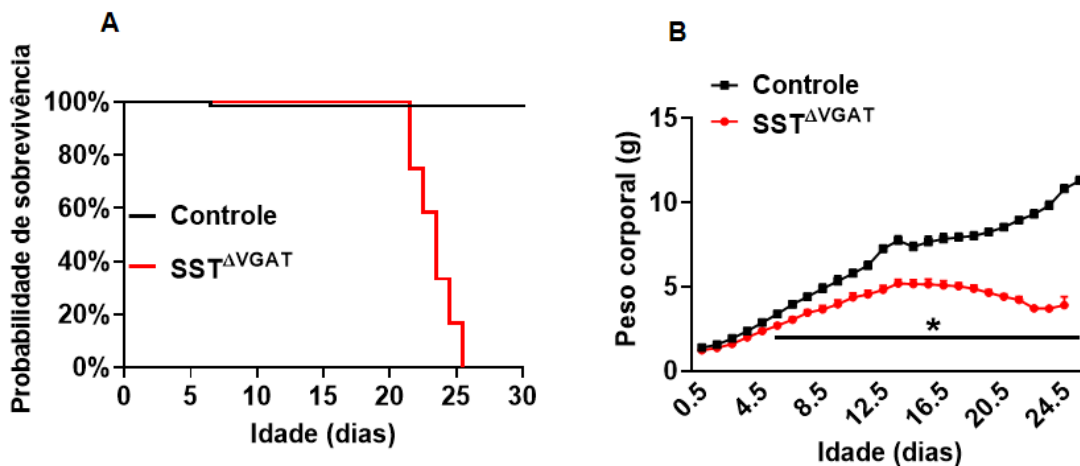 A
Probabilidade de sobrevivência
100%
80%
60%
40%
20%
0%
Controle
SST^ΔVGAT
0 5 10 15 20 25 30
Idade (dias)
B
Controle
SST^ΔVGAT
Peso corporal (g)
15
10
5
0
*
0.5 4.5 8.5 12.5 16.5 20.5 24.5
Idade (dias)